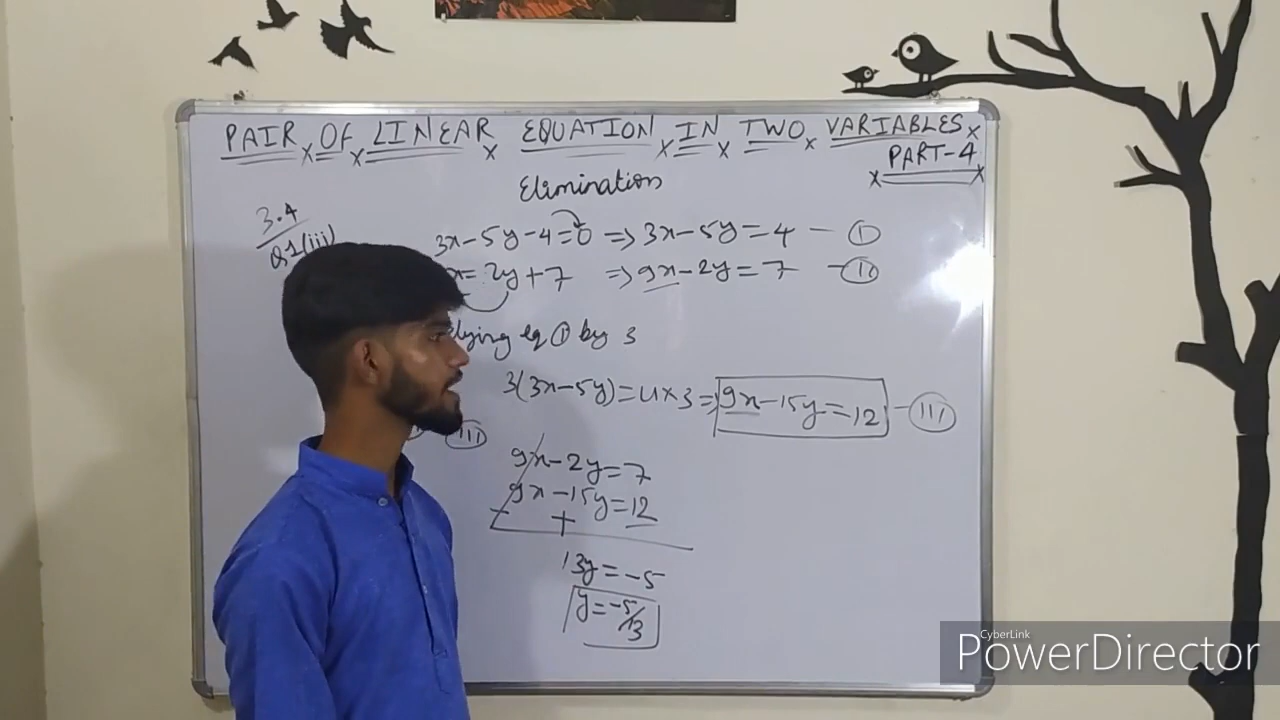 PAIR OF LINEAR EQUATION IN TWO VARIABLES
PART-4
Elimination
3.4
Q1(iii)
3x-5y-4=0 => 3x-5y=4 - (I)
x=2y+7 => 9x-2y=7 - (II)
eq (I) by 3
3(3x-5y)=4x3 => 9x-15y=12 - (III)
(III)
9x-2y=7
9x-15y=12
- +
13y=-5
y=-5/13
CyberLink
PowerDirector